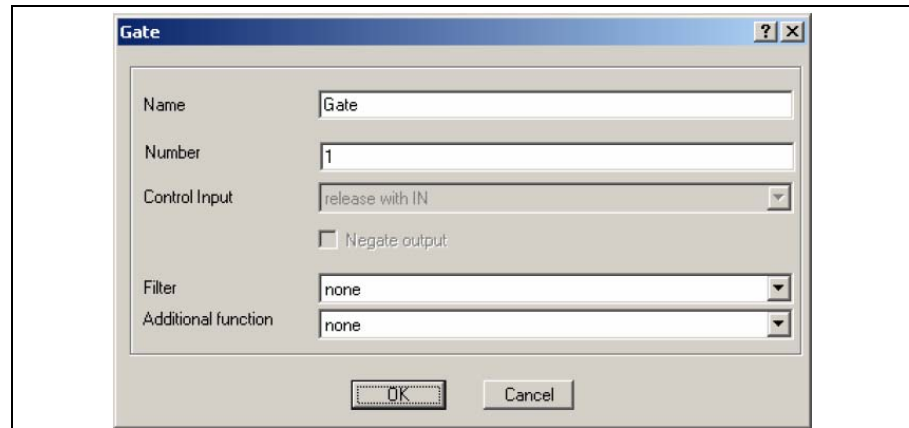 Gate
Name Gate
Number 1
Control Input release with IN
Negate output
Filter none
Additional function none
OK Cancel